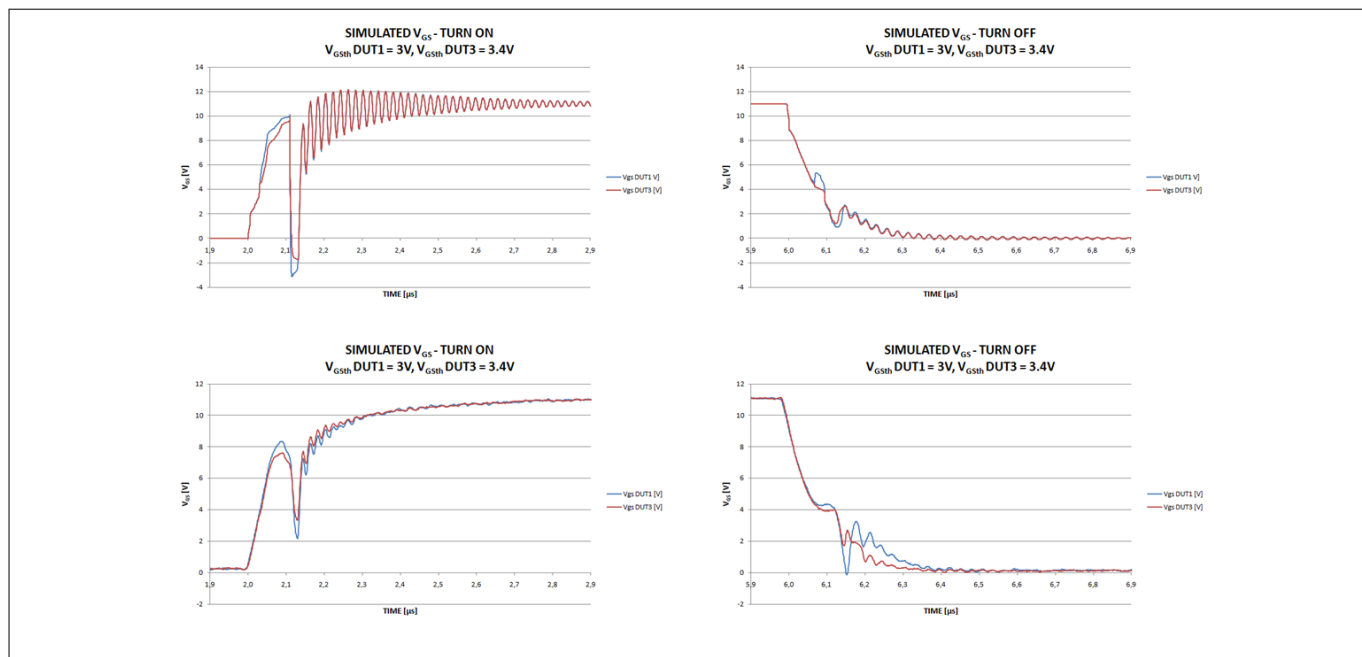 SIMULATED VGS - TURN ON
VGSth DUT1 = 3V, VGSth DUT3 = 3.4V
14
12
10
8
6
4
2
0
-2
-4
VGS [V]
1,9 2,0 2,1 2,2 2,3 2,4 2,5 2,6 2,7 2,8 2,9
TIME [µs]
Vgs DUT1 V]
Vgs DUT3 [V]
SIMULATED VGS - TURN OFF
VGSth DUT1 = 3V, VGSth DUT3 = 3.4V
14
12
10
8
6
4
2
0
-2
-4
VGS [V]
5,9 6,0 6,1 6,2 6,3 6,4 6,5 6,6 6,7 6,8 6,9
TIME [µs]
Vgs DUT1 V]
Vgs DUT3 [V]
SIMULATED VGS - TURN ON
VGSth DUT1 = 3V, VGSth DUT3 = 3.4V
12
10
8
6
4
2
0
-2
VGS [V]
1,9 2,0 2,1 2,2 2,3 2,4 2,5 2,6 2,7 2,8 2,9
TIME [µs]
Vgs DUT1 [V]
Vgs DUT3 [V]
SIMULATED VGS - TURN OFF
VGSth DUT1 = 3V, VGSth DUT3 = 3.4V
12
10
8
6
4
2
0
-2
VGS [V]
5,9 6,0 6,1 6,2 6,3 6,4 6,5 6,6 6,7 6,8 6,9
TIME [µs]
Vgs DUT1 [V]
Vgs DUT3 [V]